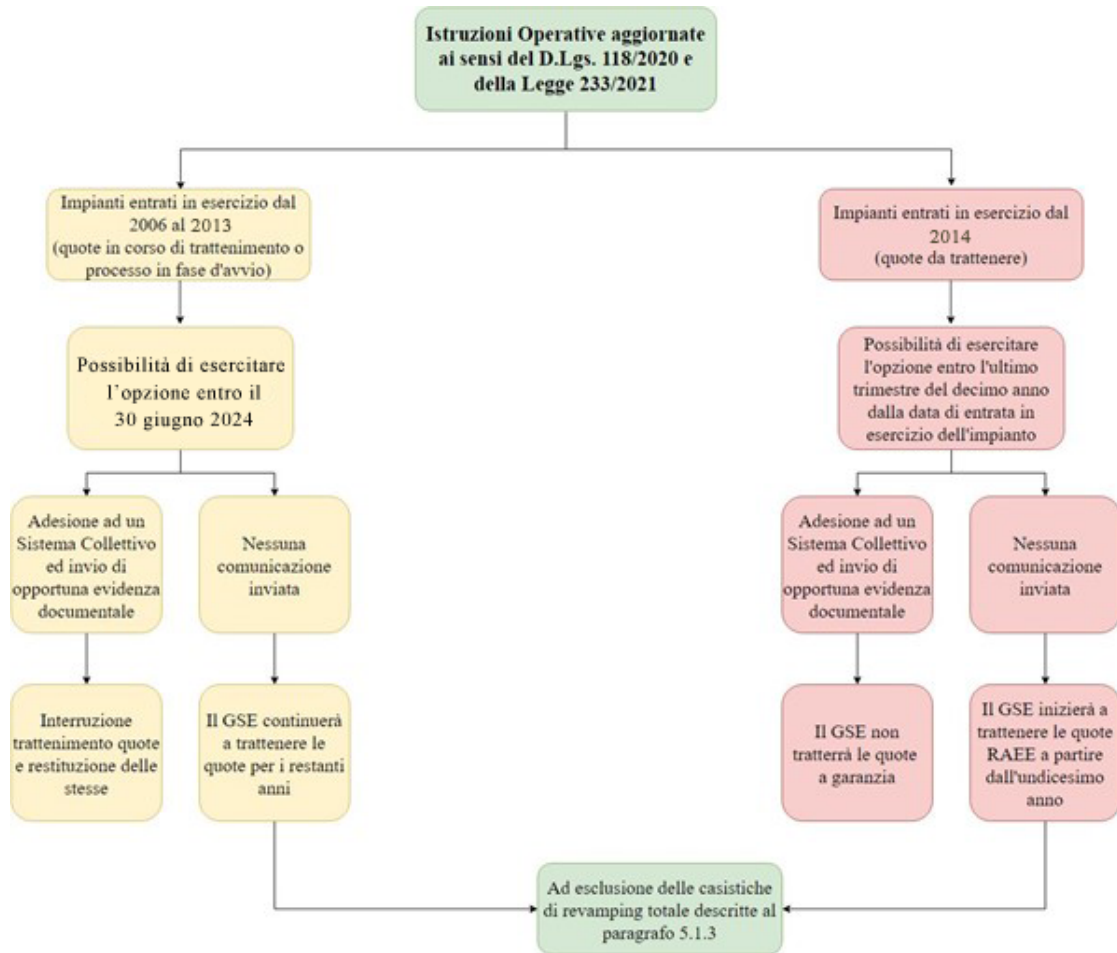 Istruzioni Operative aggiornate
ai sensi del D.Lgs. 118/2020 e
della Legge 233/2021
Impianti entrati in esercizio dal
2006 al 2013
(quote in corso di trattenimento o
processo in fase d'avvio)
Impianti entrati in esercizio dal
2014
(quote da trattenere)
Possibilità di esercitare
l’opzione entro il
30 giugno 2024
Possibilità di esercitare
l'opzione entro l'ultimo
trimestre del decimo anno
dalla data di entrata in
esercizio dell'impianto
Adesione ad un
Sistema Collettivo
ed invio di
opportuna evidenza
documentale
Nessuna
comunicazione
inviata
Adesione ad un
Sistema Collettivo
ed invio di
opportuna evidenza
documentale
Nessuna
comunicazione
inviata
Interruzione
trattenimento quote
e restituzione delle
stesse
Il GSE continuerà
a trattenere le
quote per i restanti
anni
Il GSE non
tratterrà le quote
a garanzia
Il GSE inizierà a
trattenere le quote
RAEE a partire
dall'undicesimo
anno
Ad esclusione delle casistiche
di revamping totale descritte al
paragrafo 5.1.3